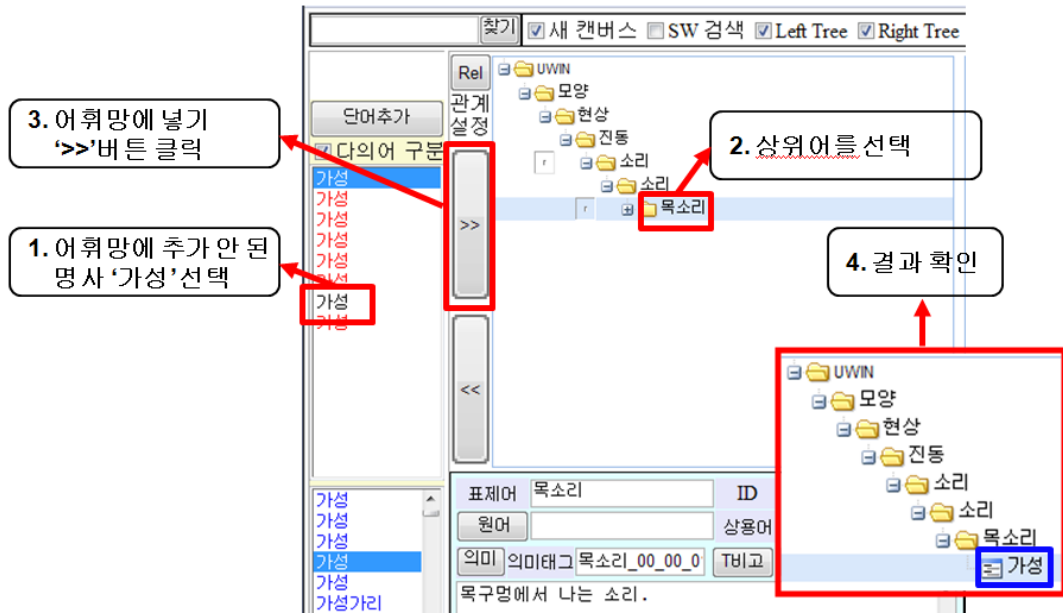 찾기 새 캔버스 SW 검색 Left Tree Right Tree
단어추가
다의어 구분
가성
가성
가성
가성
가성
가성
가성
가성
Rel
관계
설정
>>
<<
UWIN
모양
현상
진동
r 소리
소리
r 목소리
3. 어휘망에 넣기
‘>>’버튼 클릭
1. 어휘망에 추가 안 된
명사 ‘가성’ 선택
2. 상위어를 선택
4. 결과 확인
UWIN
모양
현상
진동
소리
소리
목소리
가성
가성
가성
가성
가성
가성
가성가리
표제어 목소리 ID
원어 상용어
의미 의미태그 목소리_00_00_0 T비고
목구멍에서 나는 소리.